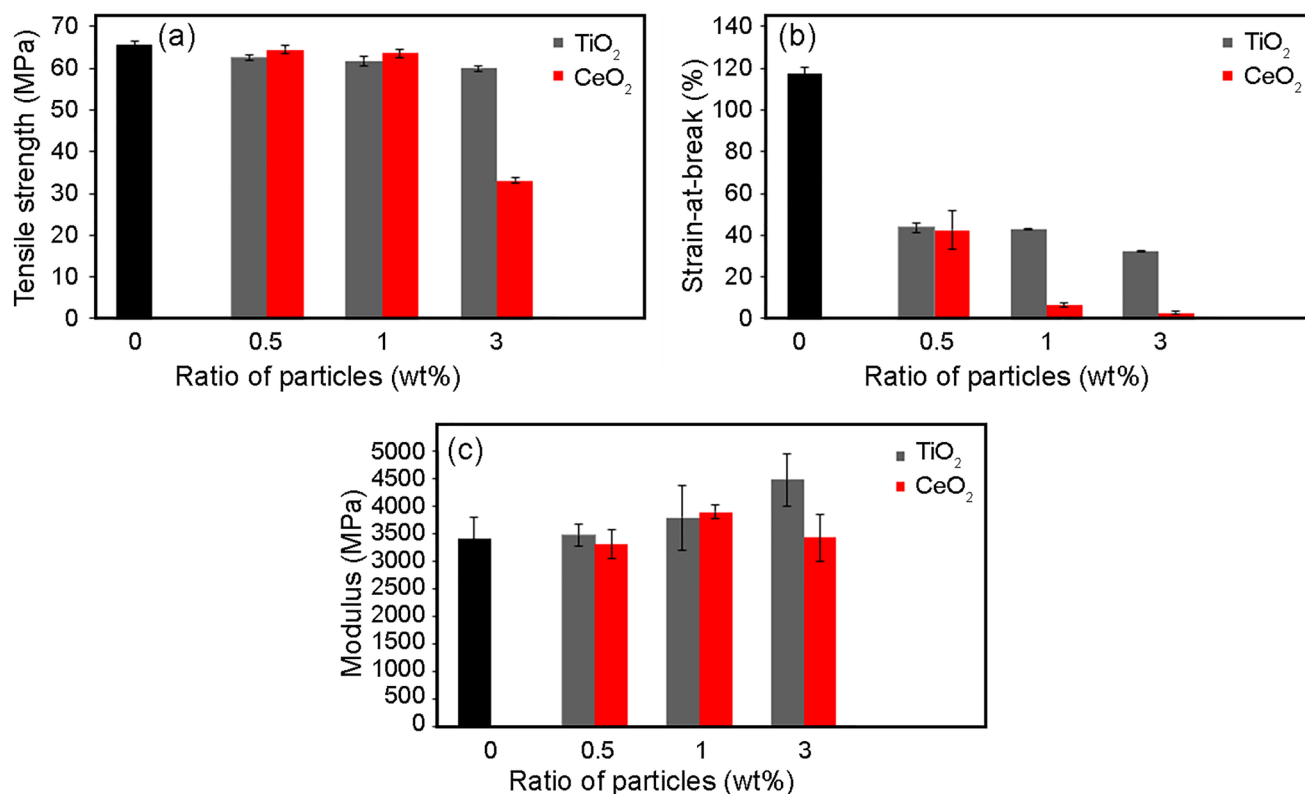 (a)
TiO₂
CeO₂
Tensile strength (MPa)
70
60
50
40
30
20
10
0
0 0.5 1 3
Ratio of particles (wt%)
(b)
TiO₂
CeO₂
Strain-at-break (%)
140
120
100
80
60
40
20
0
0 0.5 1 3
Ratio of particles (wt%)
(c)
TiO₂
CeO₂
Modulus (MPa)
5000
4500
4000
3500
3000
2500
2000
1500
1000
500
0
0 0.5 1 3
Ratio of particles (wt%)